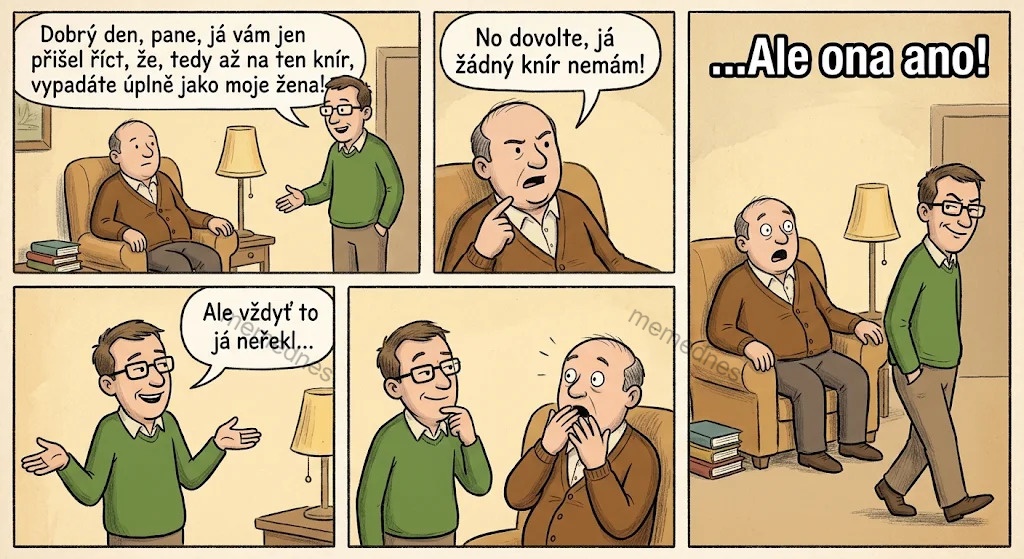 Dobrý den, pane, já vám jen
přišel říct, že, tedy až na ten knír,
vypadáte úplně jako moje žena!
No dovolte, já
žádný knír nemám!
Ale vždyť to
já neřekl...
...Ale ona ano!
memednes
memednes